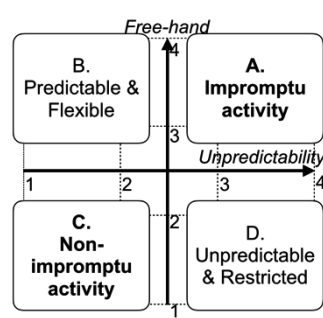 Free-hand
4
B.
Predictable &
Flexible
A.
Impromptu
activity
3
Unpredictability
1
2
3
4
C.
Non-
impromptu
activity
2
D.
Unpredictable
& Restricted
1